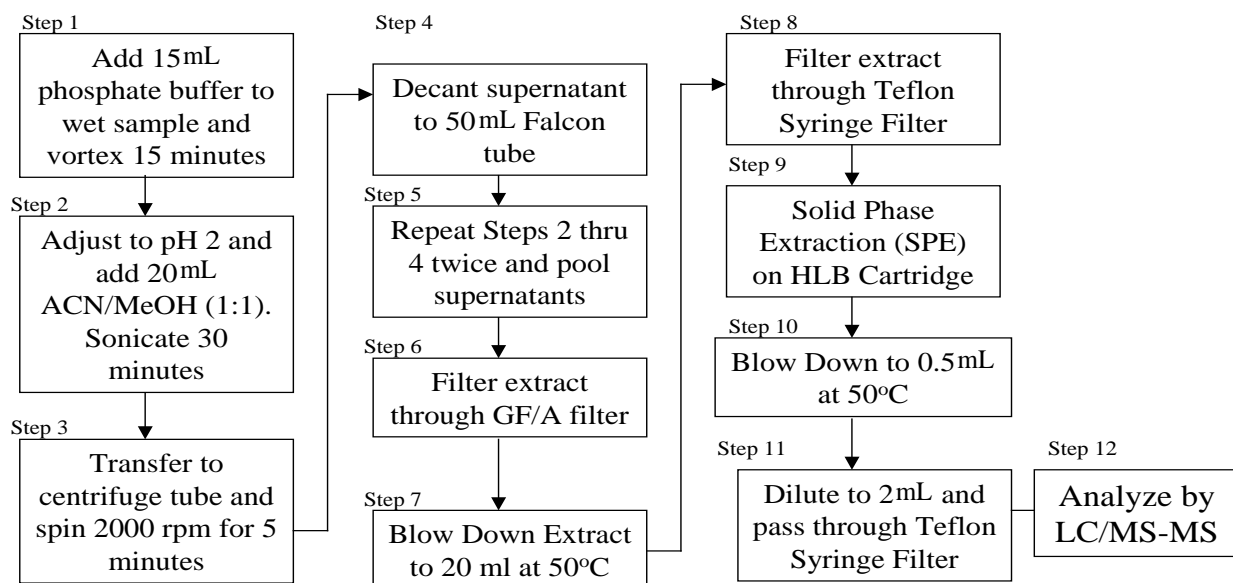 Step 1
Add 15mL
phosphate buffer to
wet sample and
vortex 15 minutes
Step 2
Adjust to pH 2 and
add 20mL
ACN/MeOH (1:1).
Sonicate 30
minutes
Step 3
Transfer to
centrifuge tube and
spin 2000 rpm for 5
minutes
Step 4
Decant supernatant
to 50mL Falcon
tube
Step 5
Repeat Steps 2 thru
4 twice and pool
supernatants
Step 6
Filter extract
through GF/A filter
Step 7
Blow Down Extract
to 20 ml at 50°C
Step 8
Filter extract
through Teflon
Syringe Filter
Step 9
Solid Phase
Extraction (SPE)
on HLB Cartridge
Step 10
Blow Down to 0.5mL
at 50°C
Step 11
Dilute to 2mL and
pass through Teflon
Syringe Filter
Step 12
Analyze by
LC/MS-MS